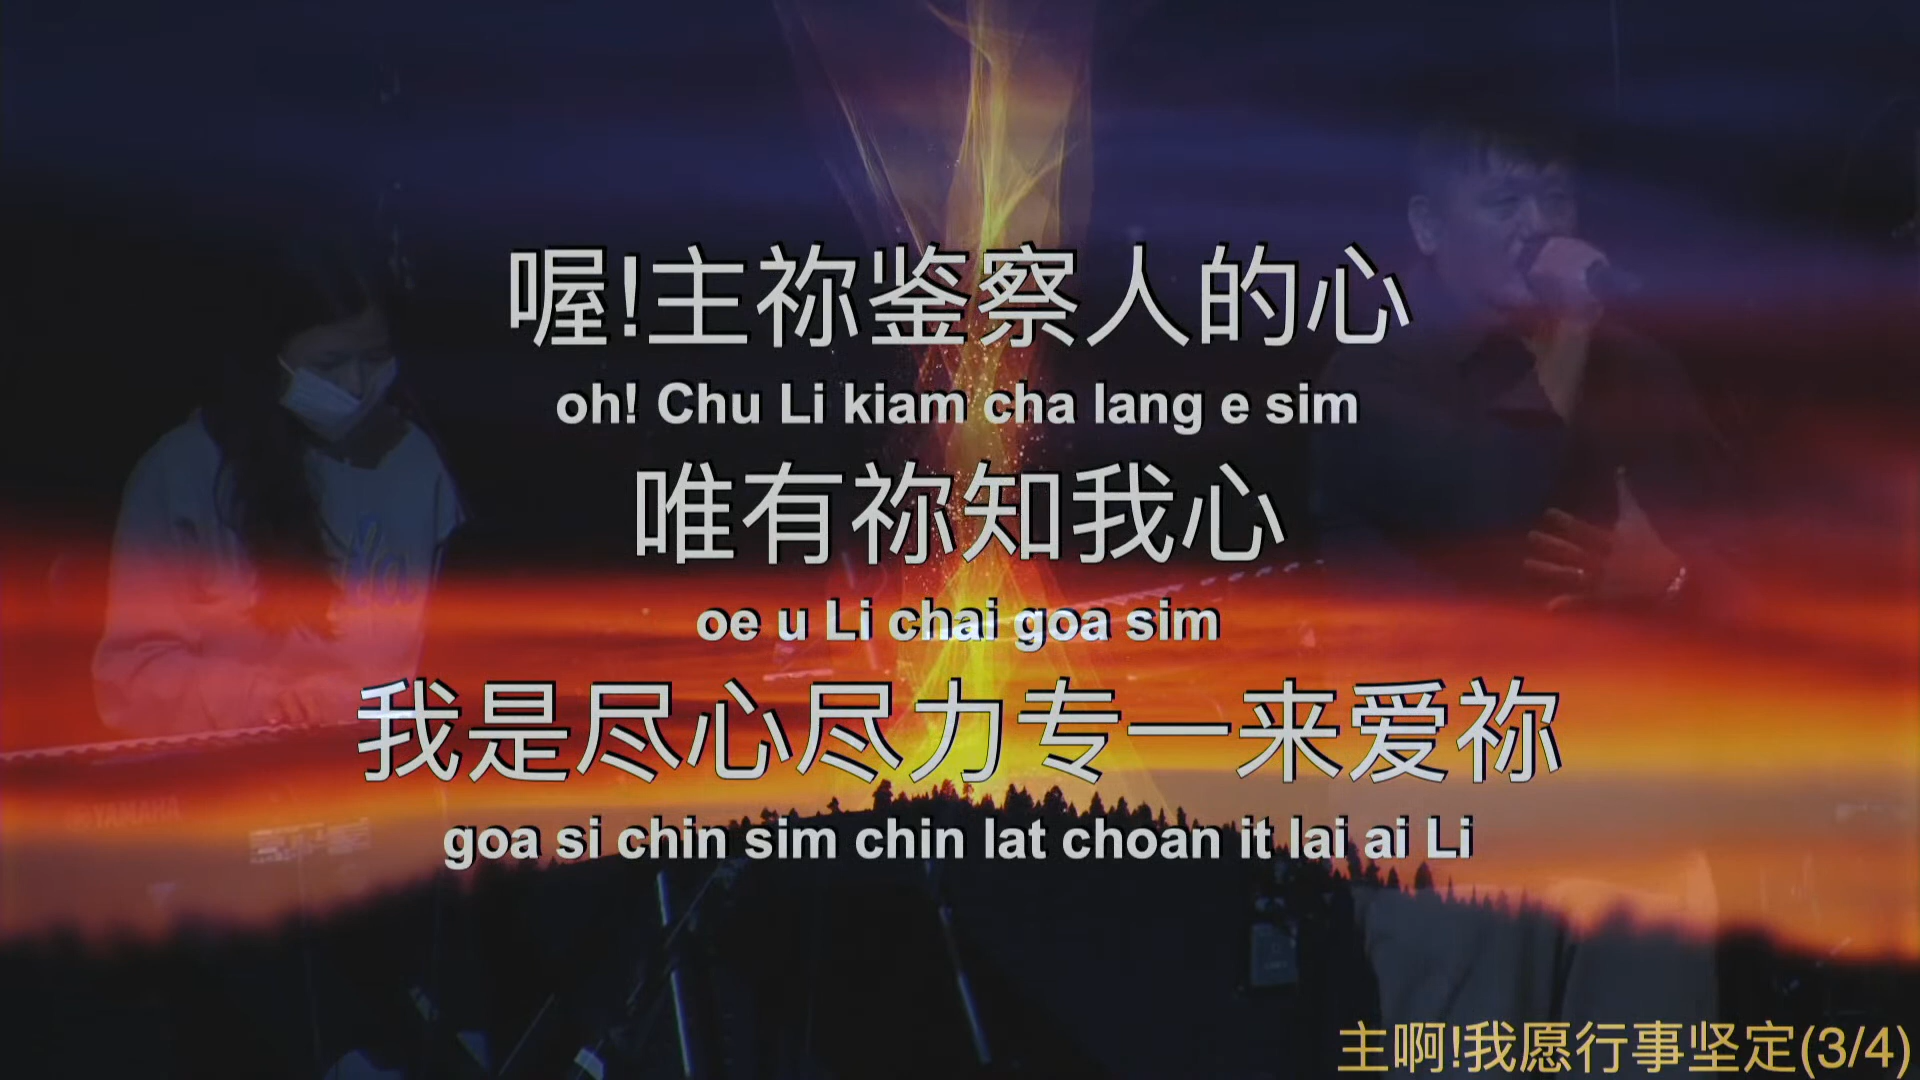 喔!主祢鉴察人的心
oh! Chu Li kiam cha lang e sim
唯有祢知我心
oe u Li chai goa sim
我是尽心尽力专一来爱祢
goa si chin sim chin lat choan it lai ai Li
YAMAHA
主啊!我愿行事坚定(3/4)